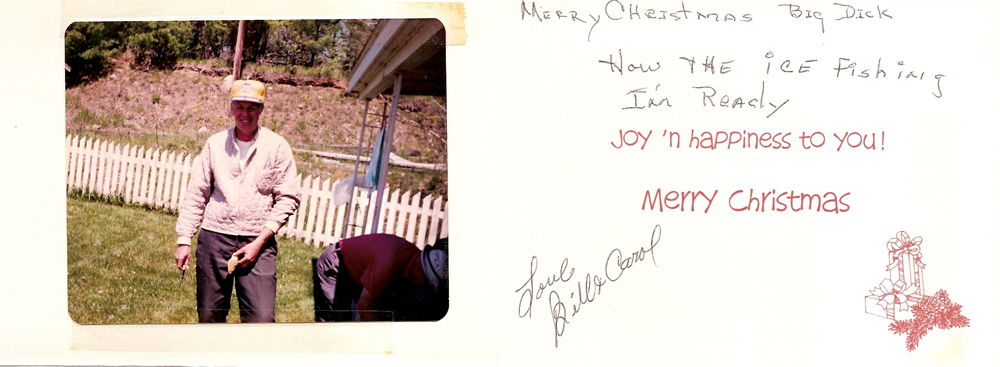 Merry Christmas Big Dick
How THE iCE Fishing
I'm Ready
Joy 'n happiness to you!
Merry Christmas
Love
Bill & Carol